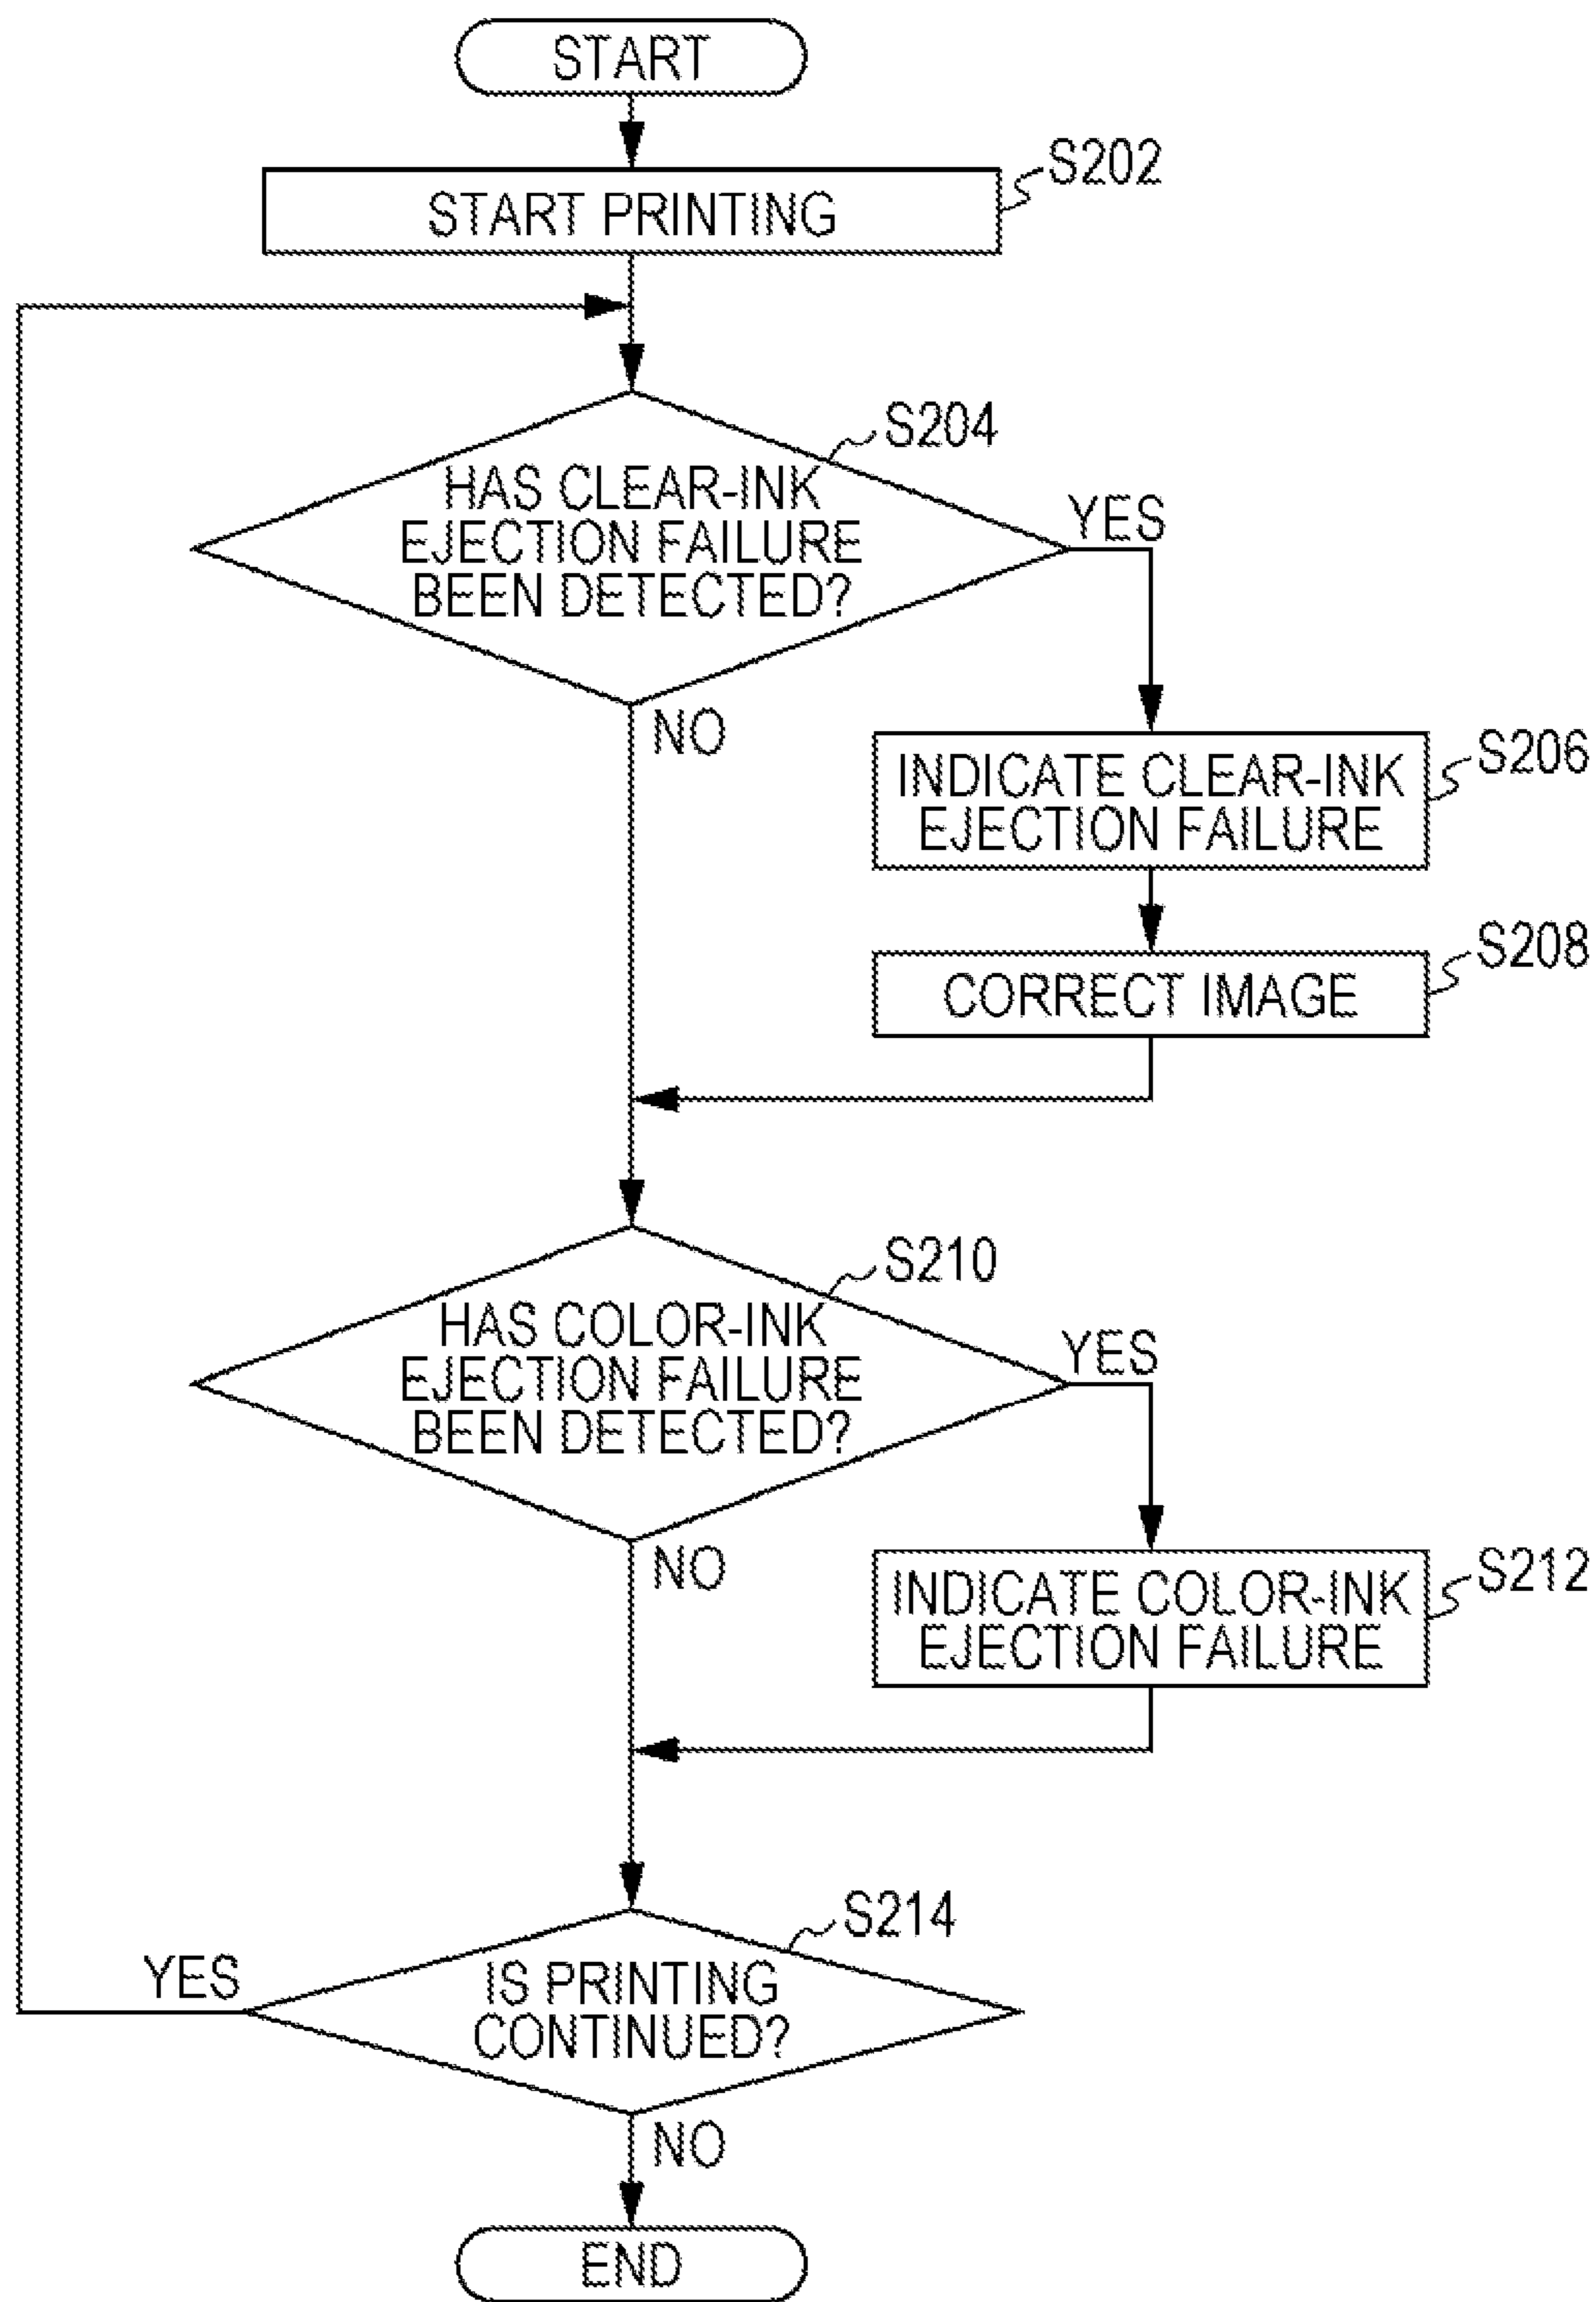 START
START PRINTING
S202
S204
HAS CLEAR-INK
EJECTION FAILURE
BEEN DETECTED?
YES
NO
INDICATE CLEAR-INK
EJECTION FAILURE
S206
CORRECT IMAGE
S208
S210
HAS COLOR-INK
EJECTION FAILURE
BEEN DETECTED?
YES
NO
INDICATE COLOR-INK
EJECTION FAILURE
S212
S214
IS PRINTING
CONTINUED?
YES
NO
END